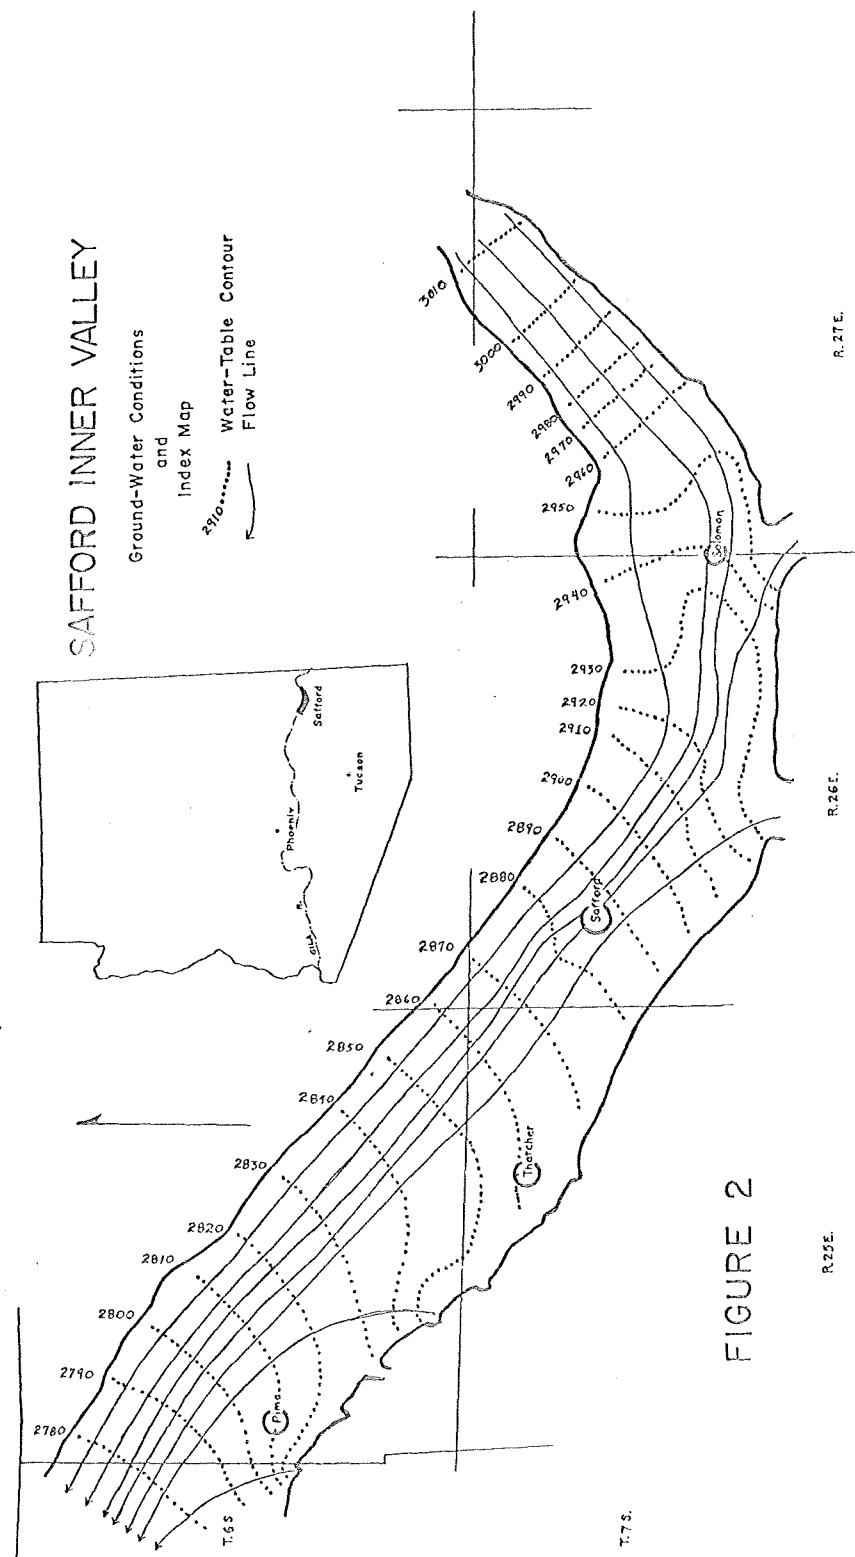 SAFFORD INNER VALLEY
Ground-Water Conditions
and
Index Map
2910 Water-Table Contour
Flow Line
Phoenix
GILA R.
Safford
Tucson
3010
3000
2990
2980
2970
2960
2950
2940
2930
2920
2910
2900
2890
2880
2870
2860
2850
2840
2830
2820
2810
2800
2790
2780
Solomon
Safford
Thatcher
Pima
T.6S
T.7S.
R.25E.
R.26E.
R.27E.
FIGURE 2